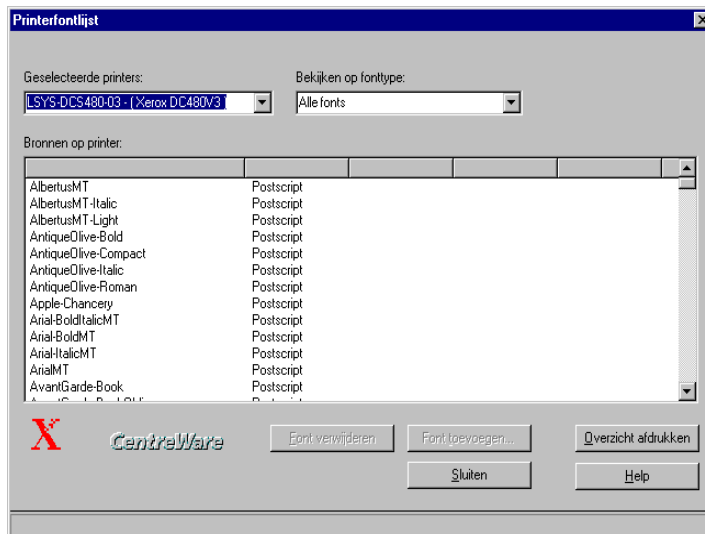 Printerfontlijst
Geselecteerde printers:
Bekijken op fonttype:
LSYS-DCS480-03 - ( Xerox DC480V3 )
Alle fonts
Bronnen op printer:
AlbertusMT Postscript
AlbertusMT-Italic Postscript
AlbertusMT-Light Postscript
AntiqueOlive-Bold Postscript
AntiqueOlive-Compact Postscript
AntiqueOlive-Italic Postscript
AntiqueOlive-Roman Postscript
Apple-Chancery Postscript
Arial-BoldItalicMT Postscript
Arial-BoldMT Postscript
Arial-ItalicMT Postscript
ArialMT Postscript
AvantGarde-Book Postscript
X CentreWare
Font verwijderen
Font toevoegen...
Overzicht afdrukken
Sluiten
Help